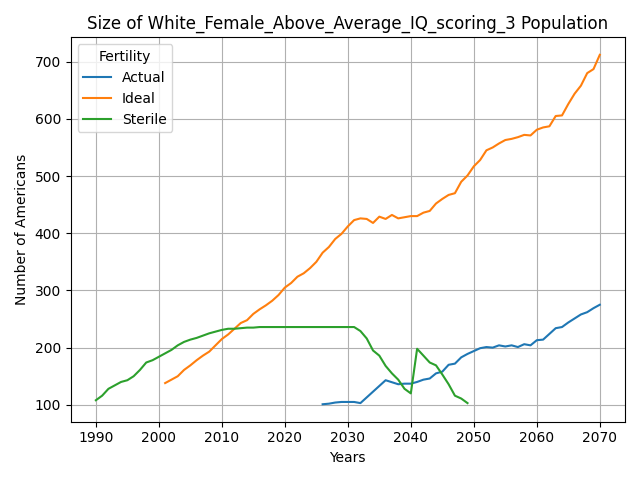 Size of White_Female_Above_Average_IQ_scoring_3 Population
Fertility
Actual
Ideal
Sterile
Number of Americans
700
600
500
400
300
200
100
1990 2000 2010 2020 2030 2040 2050 2060 2070
Years